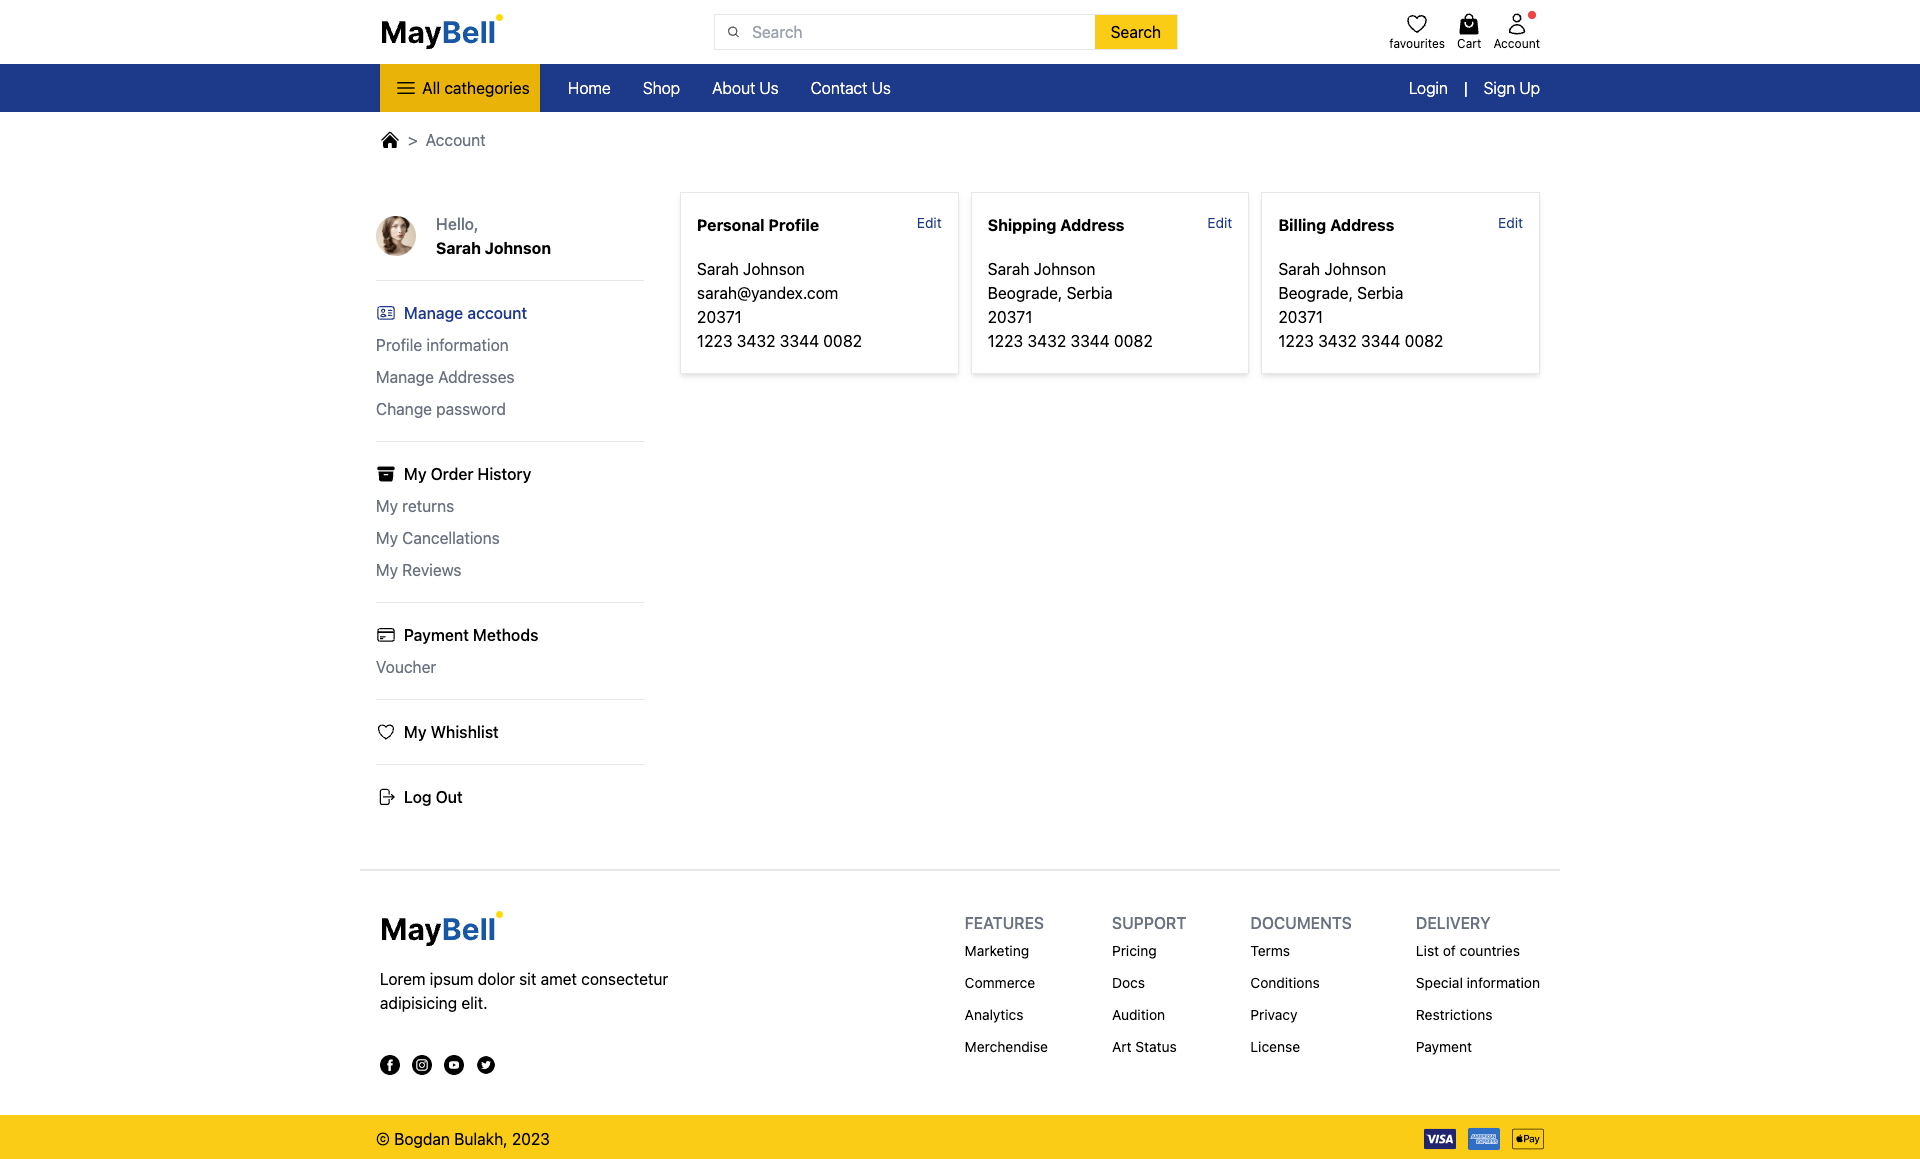 MayBell
Search
Search
favourites
Cart
Account
All cathegories
Home
Shop
About Us
Contact Us
Login | Sign Up
> Account
Hello,
Sarah Johnson
Manage account
Profile information
Manage Addresses
Change password
My Order History
My returns
My Cancellations
My Reviews
Payment Methods
Voucher
My Whishlist
Log Out
Personal Profile
Edit
Sarah Johnson
sarah@yandex.com
20371
1223 3432 3344 0082
Shipping Address
Edit
Sarah Johnson
Beograde, Serbia
20371
1223 3432 3344 0082
Billing Address
Edit
Sarah Johnson
Beograde, Serbia
20371
1223 3432 3344 0082
MayBell
Lorem ipsum dolor sit amet consectetur
adipisicing elit.
FEATURES
Marketing
Commerce
Analytics
Merchendise
SUPPORT
Pricing
Docs
Audition
Art Status
DOCUMENTS
Terms
Conditions
Privacy
License
DELIVERY
List of countries
Special information
Restrictions
Payment
© Bogdan Bulakh, 2023
VISA
AMERICAN
EXPRESS
Pay